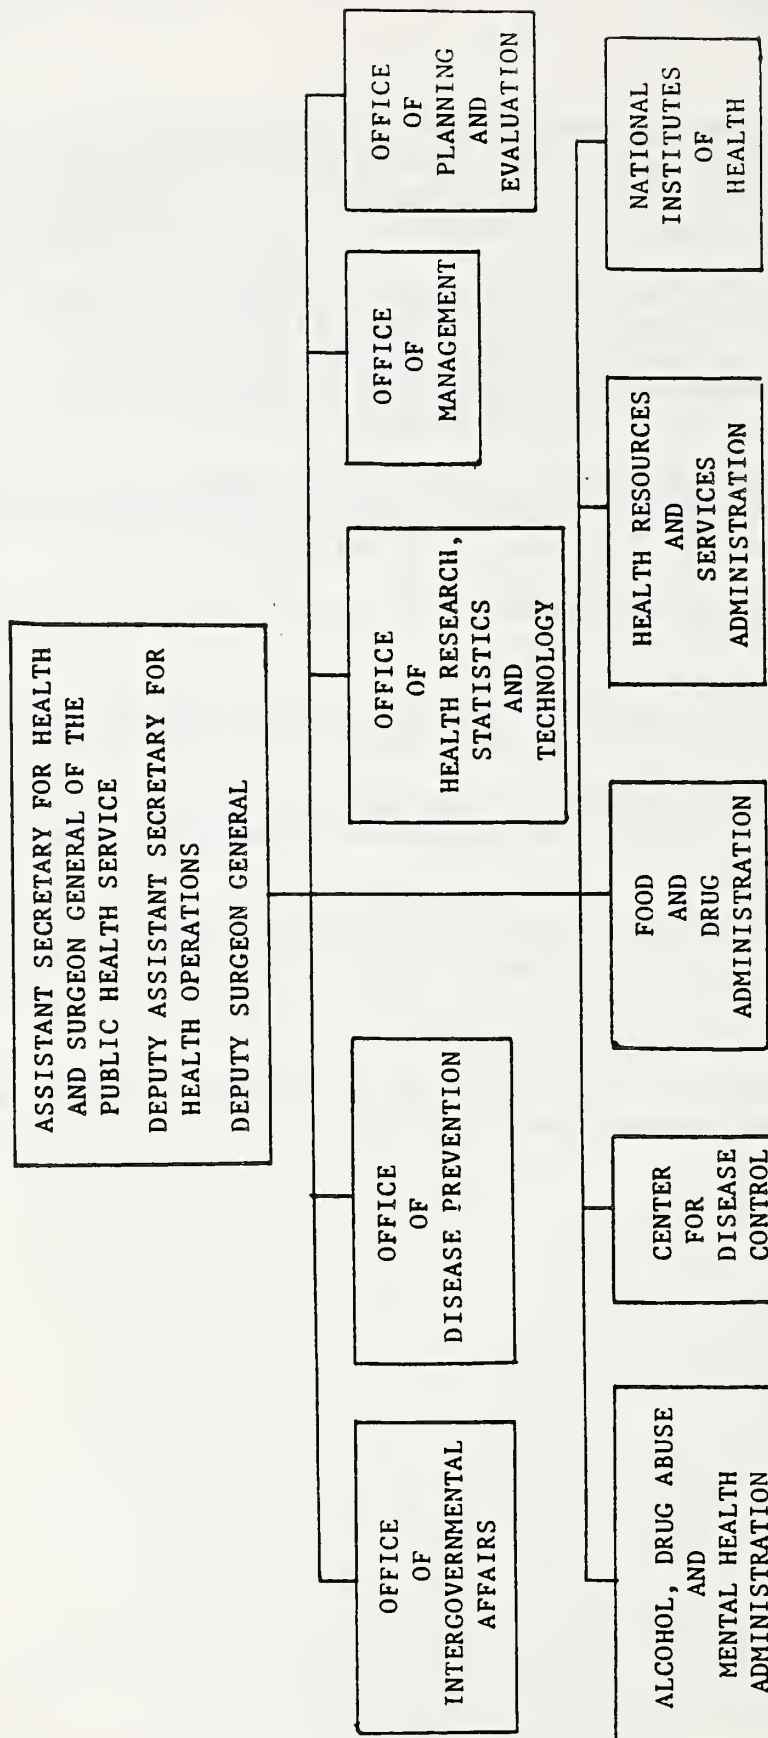 ASSISTANT SECRETARY FOR HEALTH
AND SURGEON GENERAL OF THE
PUBLIC HEALTH SERVICE
DEPUTY ASSISTANT SECRETARY FOR
HEALTH OPERATIONS
DEPUTY SURGEON GENERAL
OFFICE
OF
INTERGOVERNMENTAL
AFFAIRS
OFFICE
OF
DISEASE PREVENTION
OFFICE
OF
HEALTH RESEARCH,
STATISTICS
AND
TECHNOLOGY
OFFICE
OF
MANAGEMENT
OFFICE
OF
PLANNING
AND
EVALUATION
ALCOHOL, DRUG ABUSE
AND
MENTAL HEALTH
ADMINISTRATION
CENTER
FOR
DISEASE
CONTROL
FOOD
AND
DRUG
ADMINISTRATION
HEALTH RESOURCES
AND
SERVICES
ADMINISTRATION
NATIONAL
INSTITUTES
OF
HEALTH